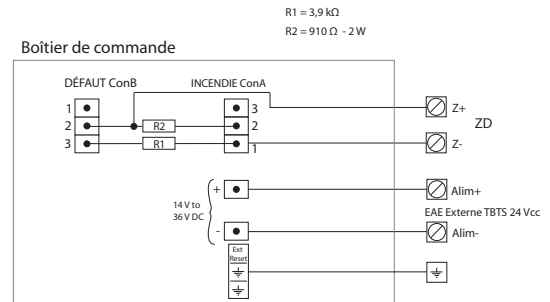 R1 = 3,9 kΩ
R2 = 910 Ω - 2 W
Boîtier de commande
DÉFAUT ConB
INCENDIE ConA
1
3
Z+
2
R2
2
ZD
3
R1
1
Z-
+
Alim+
14 V to
36 V DC
EAE Externe TBTS 24 Vcc
-
Alim-
Ext
Reset